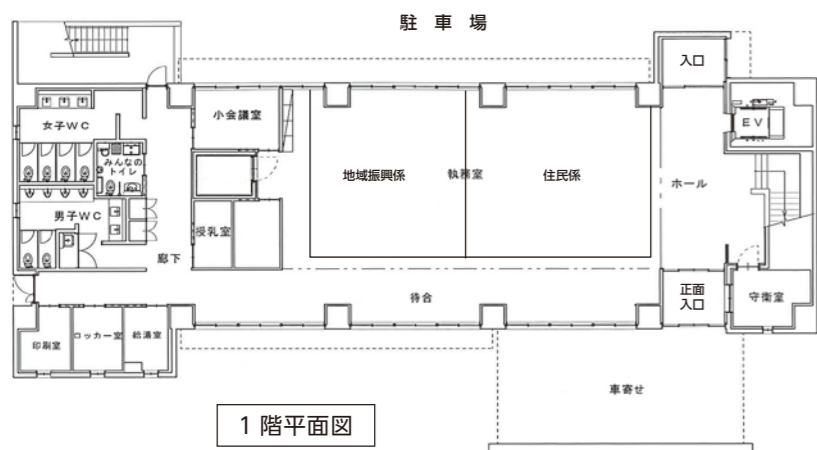 駐車場
入口
女子WC
小会議室
EV
みんなの
トイレ
地域振興係
執務室
住民係
ホール
男子WC
授乳室
廊下
待合
正面
入口
守衛室
印刷室
ロッカー室
給湯室
車寄せ
1階平面図